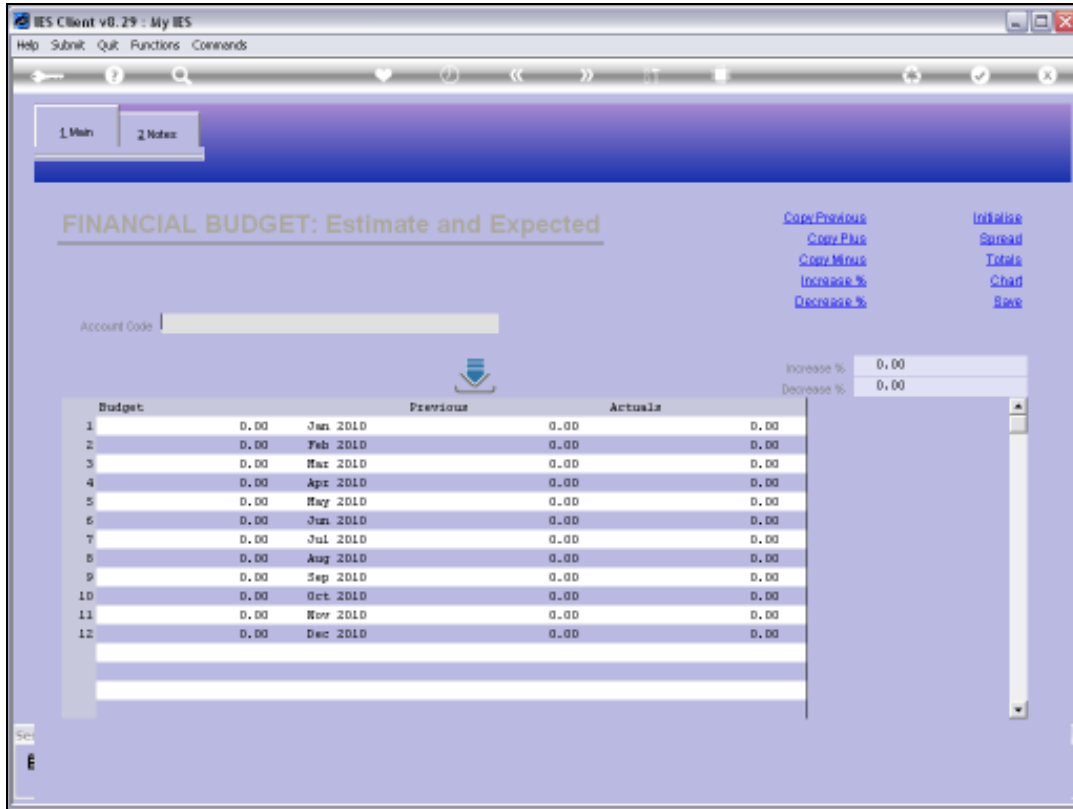 IES Client v8.29 : My IES
Help Submit Quit Functions Commands
1 Main 2 Notes
FINANCIAL BUDGET: Estimate and Expected
Copy Previous Initialise
Copy Plus Spread
Copy Minus Totals
Increase % Chart
Decrease % Save
Account Code
Increase % 0.00
Decrease % 0.00
Budget Previous Actuals
1 0.00 Jan 2010 0.00 0.00
2 0.00 Feb 2010 0.00 0.00
3 0.00 Mar 2010 0.00 0.00
4 0.00 Apr 2010 0.00 0.00
5 0.00 May 2010 0.00 0.00
6 0.00 Jun 2010 0.00 0.00
7 0.00 Jul 2010 0.00 0.00
8 0.00 Aug 2010 0.00 0.00
9 0.00 Sep 2010 0.00 0.00
10 0.00 Oct 2010 0.00 0.00
11 0.00 Nov 2010 0.00 0.00
12 0.00 Dec 2010 0.00 0.00